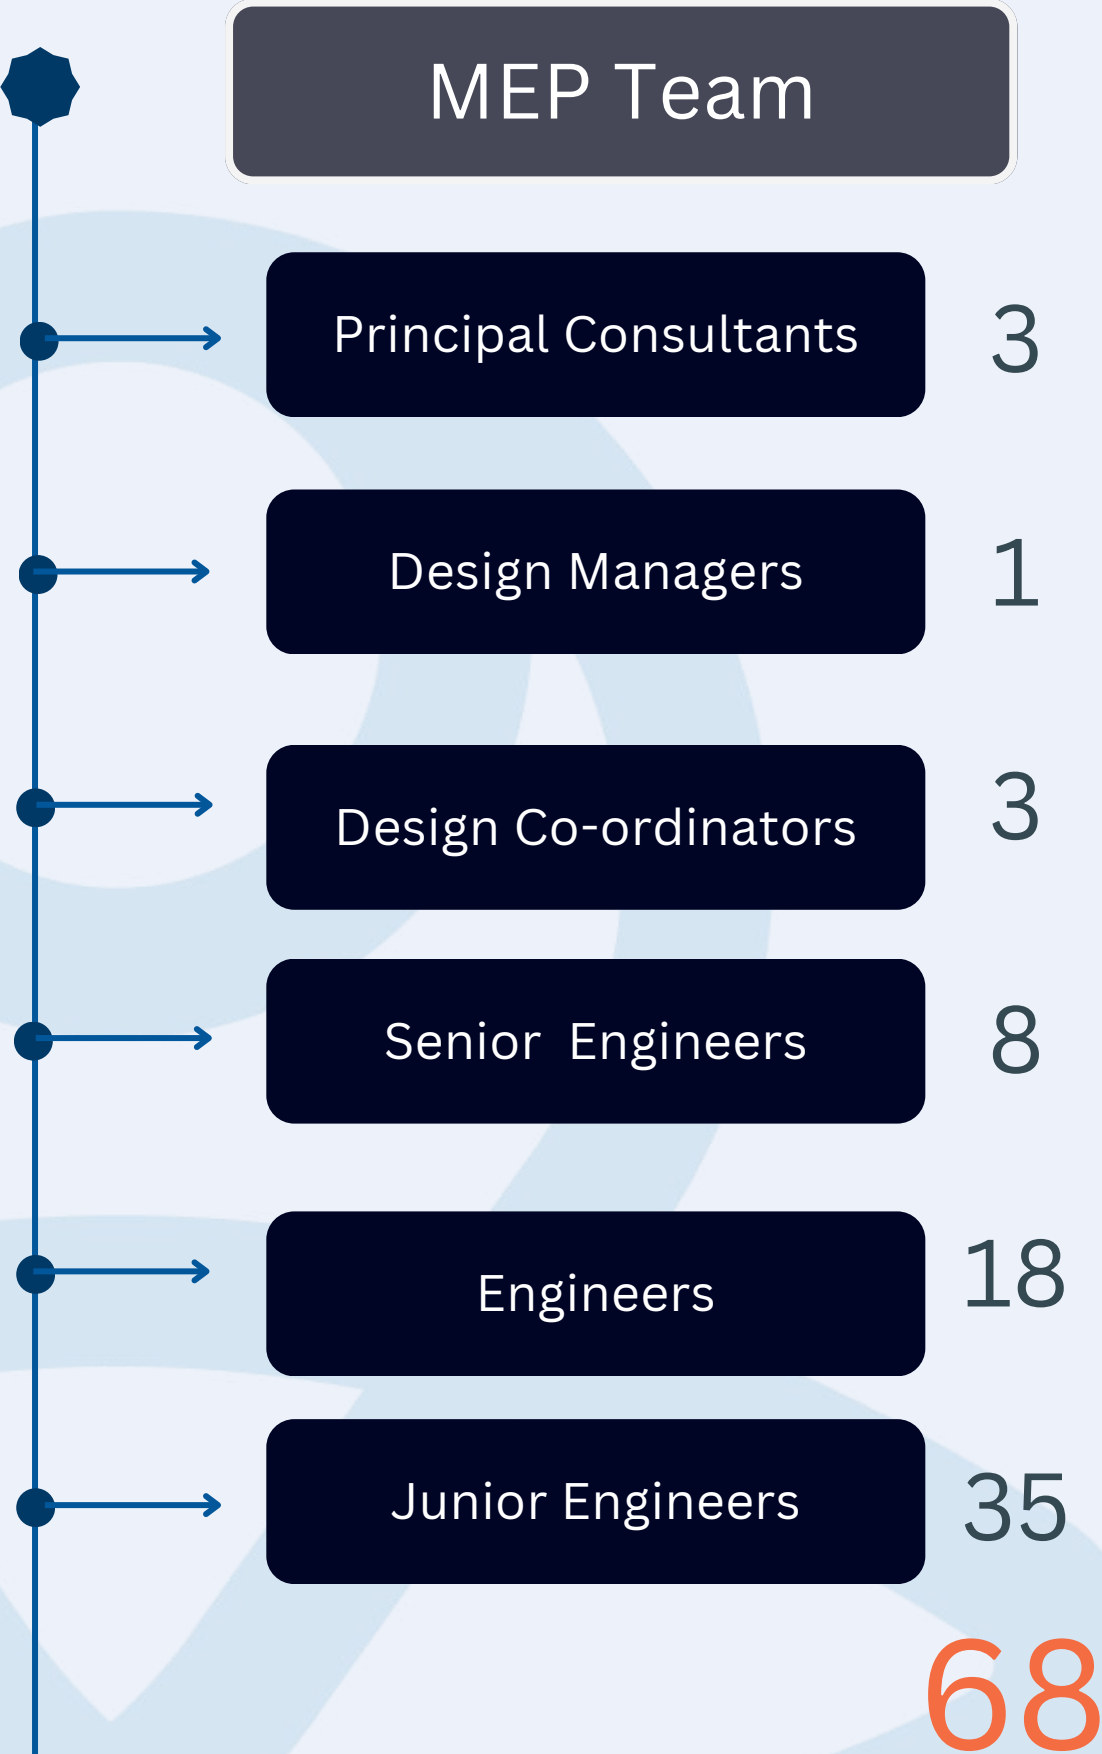 MEP Team
Principal Consultants 3
Design Managers 1
Design Co-ordinators 3
Senior Engineers 8
Engineers 18
Junior Engineers 35
68